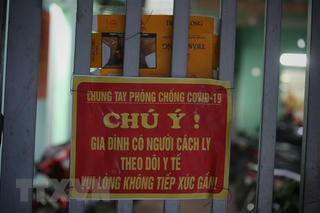 CHUNG TAY PHÒNG CHỐNG COVID-19
CHÚ Ý !
GIA ĐÌNH CÓ NGƯỜI CÁCH LY
THEO DÕI Y TẾ
VUI LÒNG KHÔNG TIẾP XÚC GẦN!
TTXVN